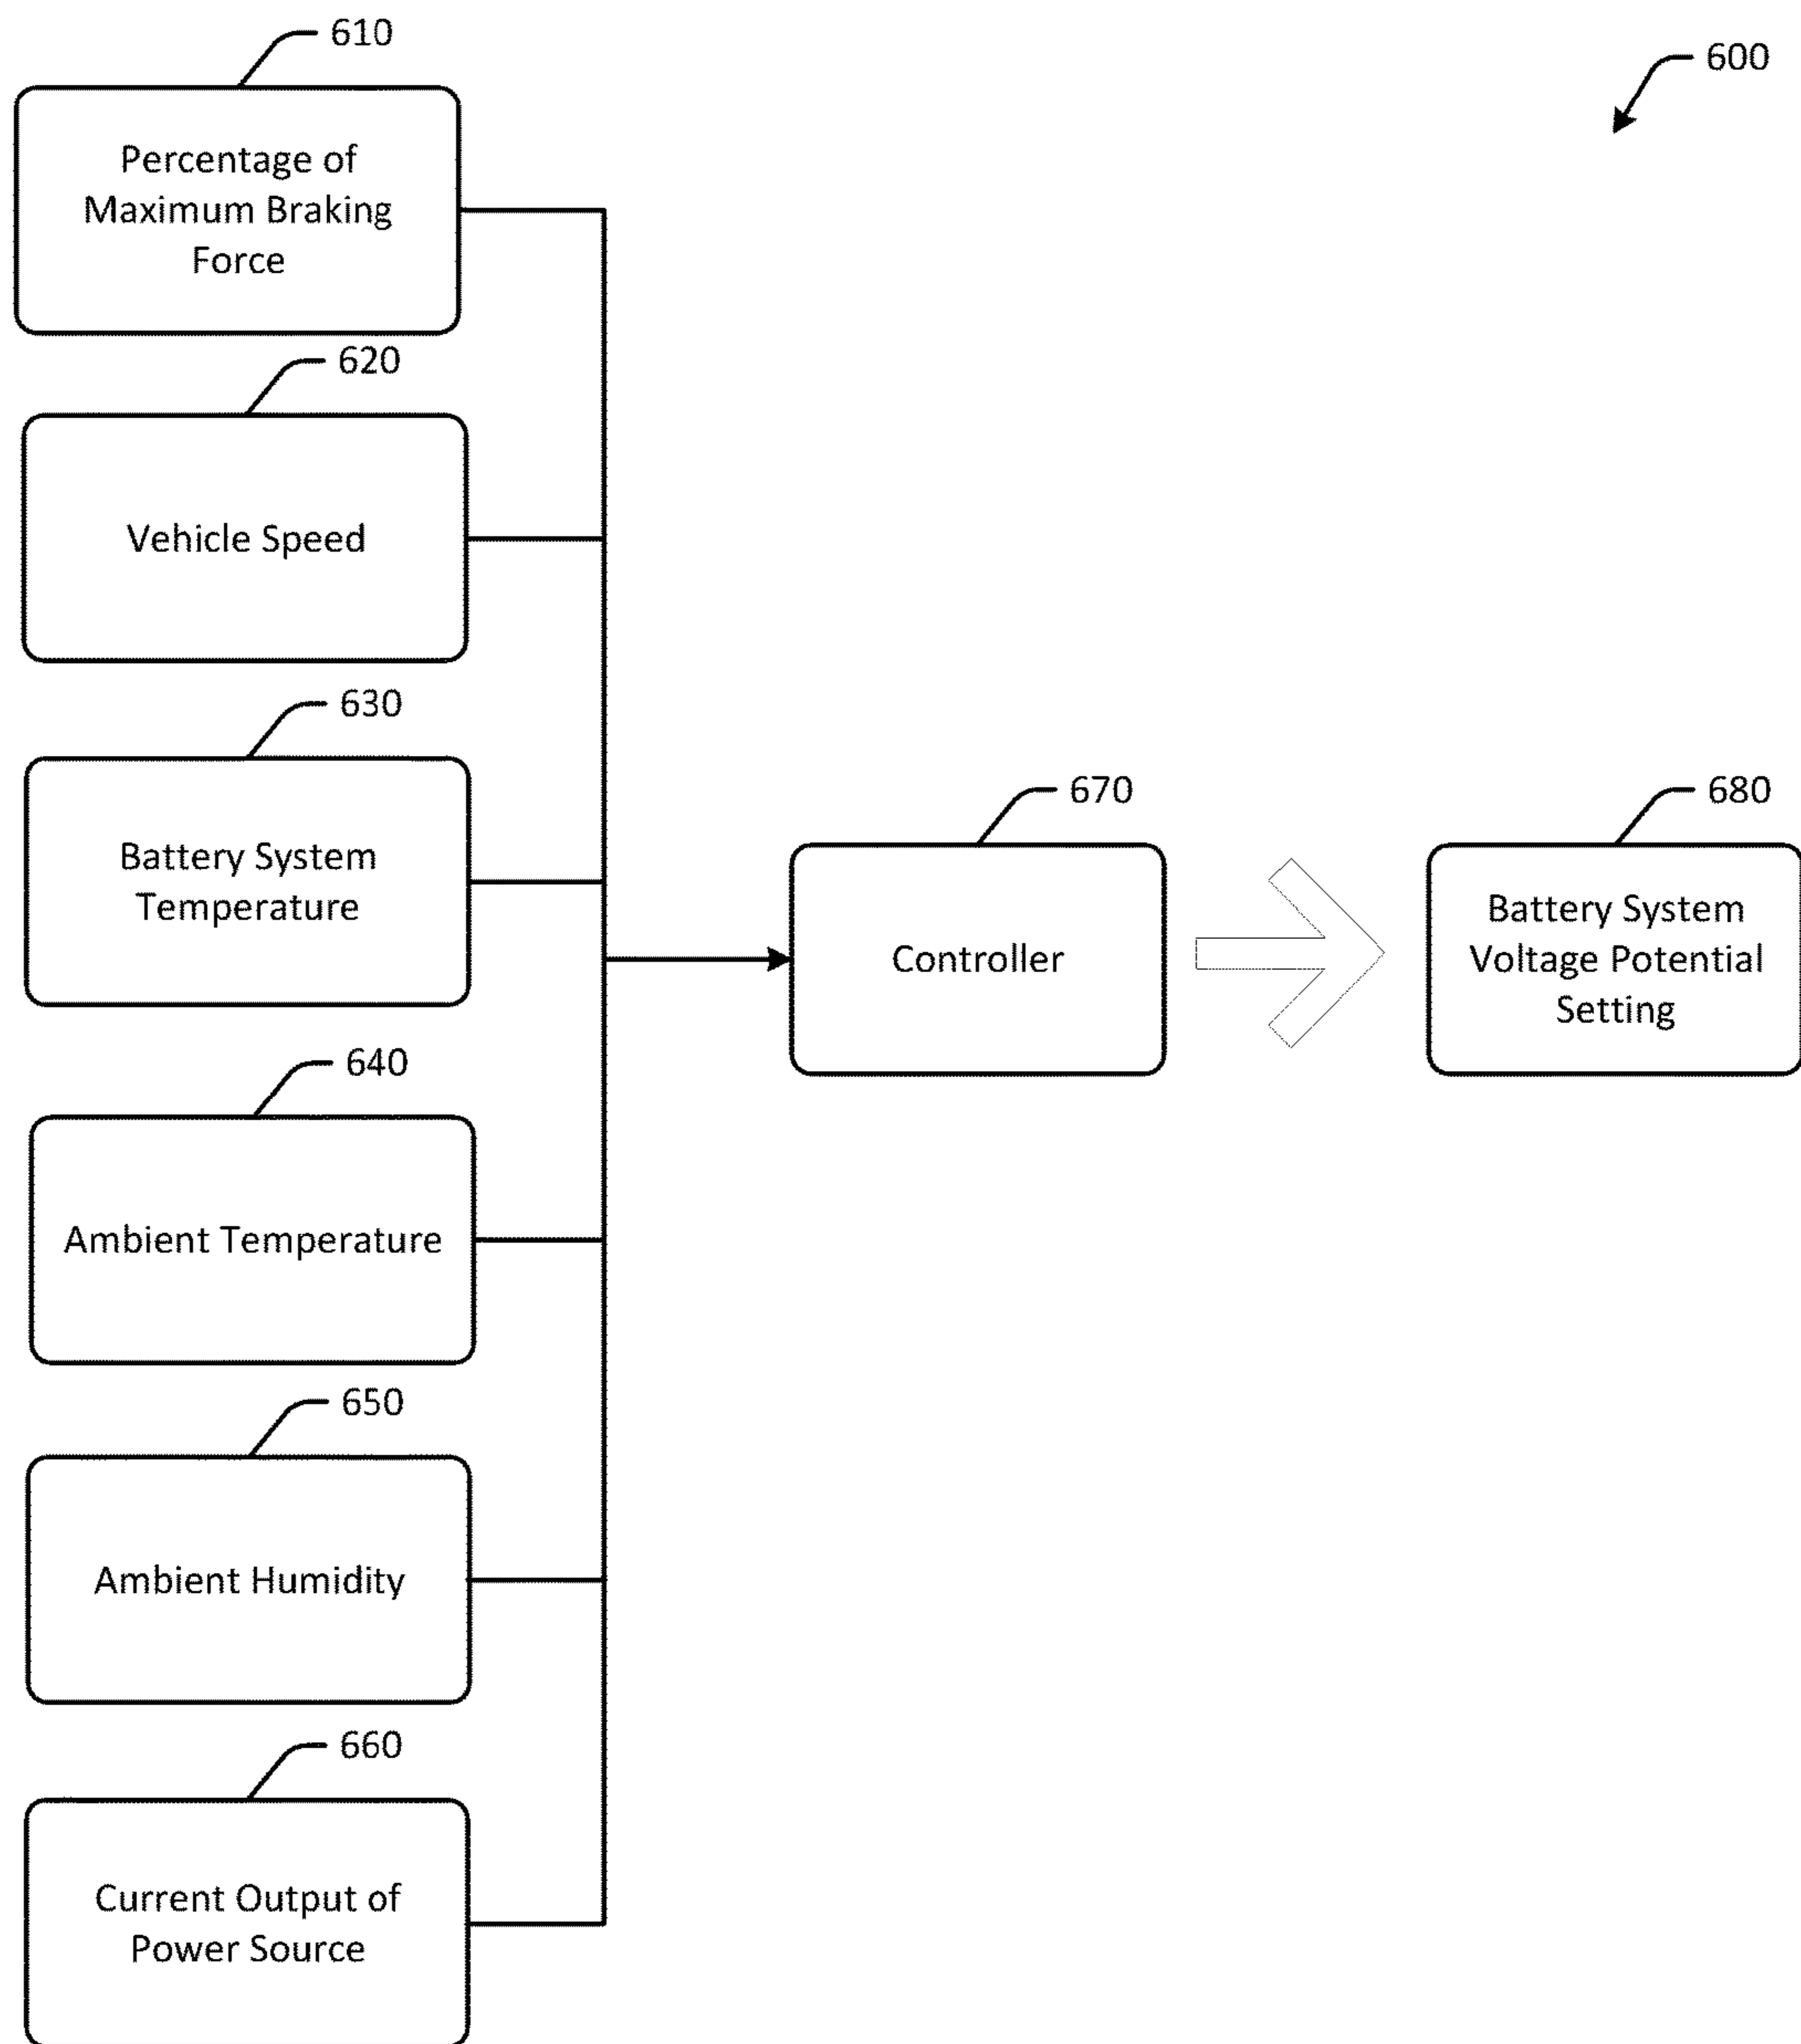 610
600
Percentage of
Maximum Braking
Force
620
Vehicle Speed
630
Battery System
Temperature
670
Controller
680
Battery System
Voltage Potential
Setting
640
Ambient Temperature
650
Ambient Humidity
660
Current Output of
Power Source